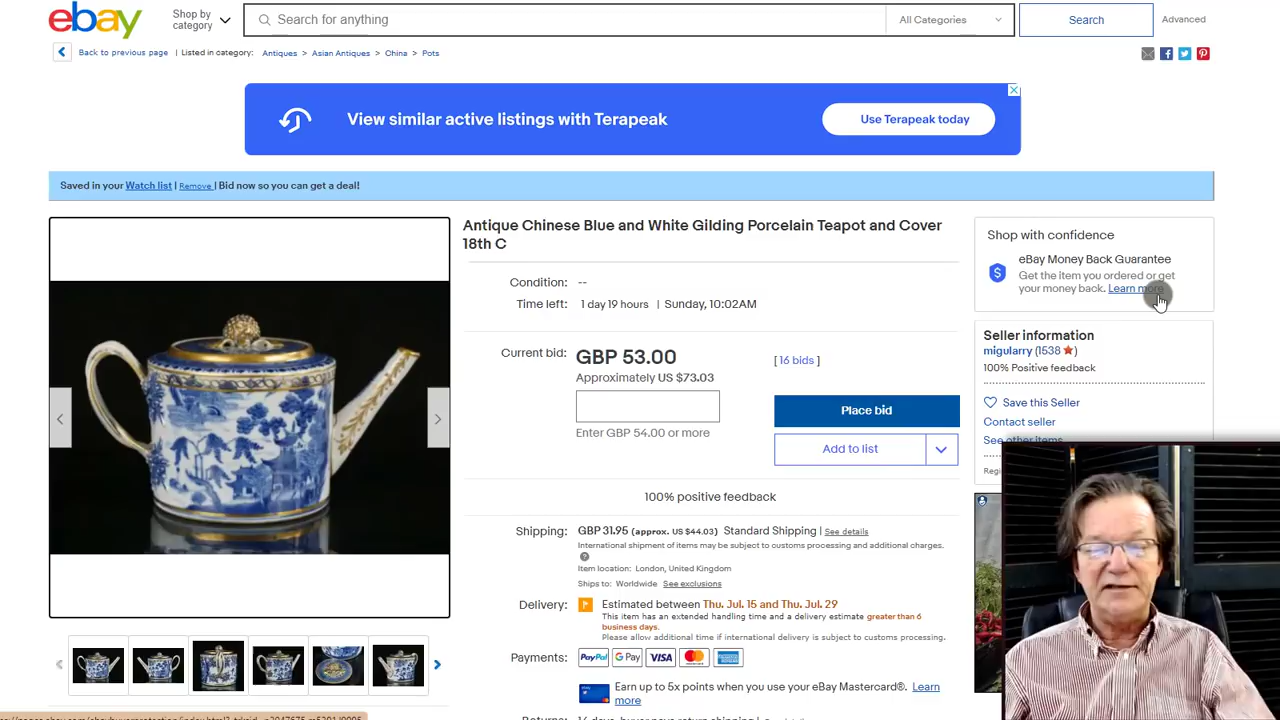 ebay
Shop by
category
Search for anything
All Categories
Search
Advanced
Back to previous page | Listed in category: Antiques > Asian Antiques > China > Pots
View similar active listings with Terapeak
Use Terapeak today
Saved in your Watch list | Remove | Bid now so you can get a deal!
Antique Chinese Blue and White Gilding Porcelain Teapot and Cover
18th C
Condition: --
Time left: 1 day 19 hours | Sunday, 10:02AM
Current bid: GBP 53.00
[ 16 bids ]
Approximately US $73.03
Place bid
Enter GBP 54.00 or more
Add to list
100% positive feedback
Shipping: GBP 31.95 (approx. US $44.03) Standard Shipping | See details
International shipment of items may be subject to customs processing and additional charges.
Item location: London, United Kingdom
Ships to: Worldwide See exclusions
Delivery: Estimated between Thu. Jul. 15 and Thu. Jul. 29
This item has an extended handling time and a delivery estimate greater than 6
business days.
Please allow additional time if international delivery is subject to customs processing.
Payments: PayPal G Pay VISA
Earn up to 5x points when you use your eBay Mastercard®. Learn
more
Shop with confidence
eBay Money Back Guarantee
Get the item you ordered or get
your money back. Learn more
Seller information
migularry (1538)
100% Positive feedback
Save this Seller
Contact seller
See other items